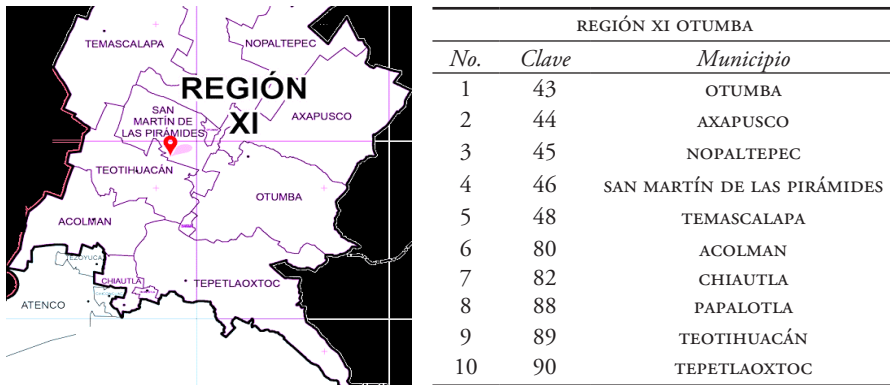 TEMASCALAPA
NOPALTEPEC
REGIÓN
XI
SAN
MARTÍN DE
LAS PIRÁMIDES
AXAPUSCO
TEOTIHUACÁN
OTUMBA
ACOLMAN
TEZOYUCA
CHIAUTLA
TEPETLAOXTOC
ATENCO
REGIÓN XI OTUMBA
No. Clave Municipio
1 43 OTUMBA
2 44 AXAPUSCO
3 45 NOPALTEPEC
4 46 SAN MARTÍN DE LAS PIRÁMIDES
5 48 TEMASCALAPA
6 80 ACOLMAN
7 82 CHIAUTLA
8 88 PAPALOTLA
9 89 TEOTIHUACÁN
10 90 TEPETLAOXTOC